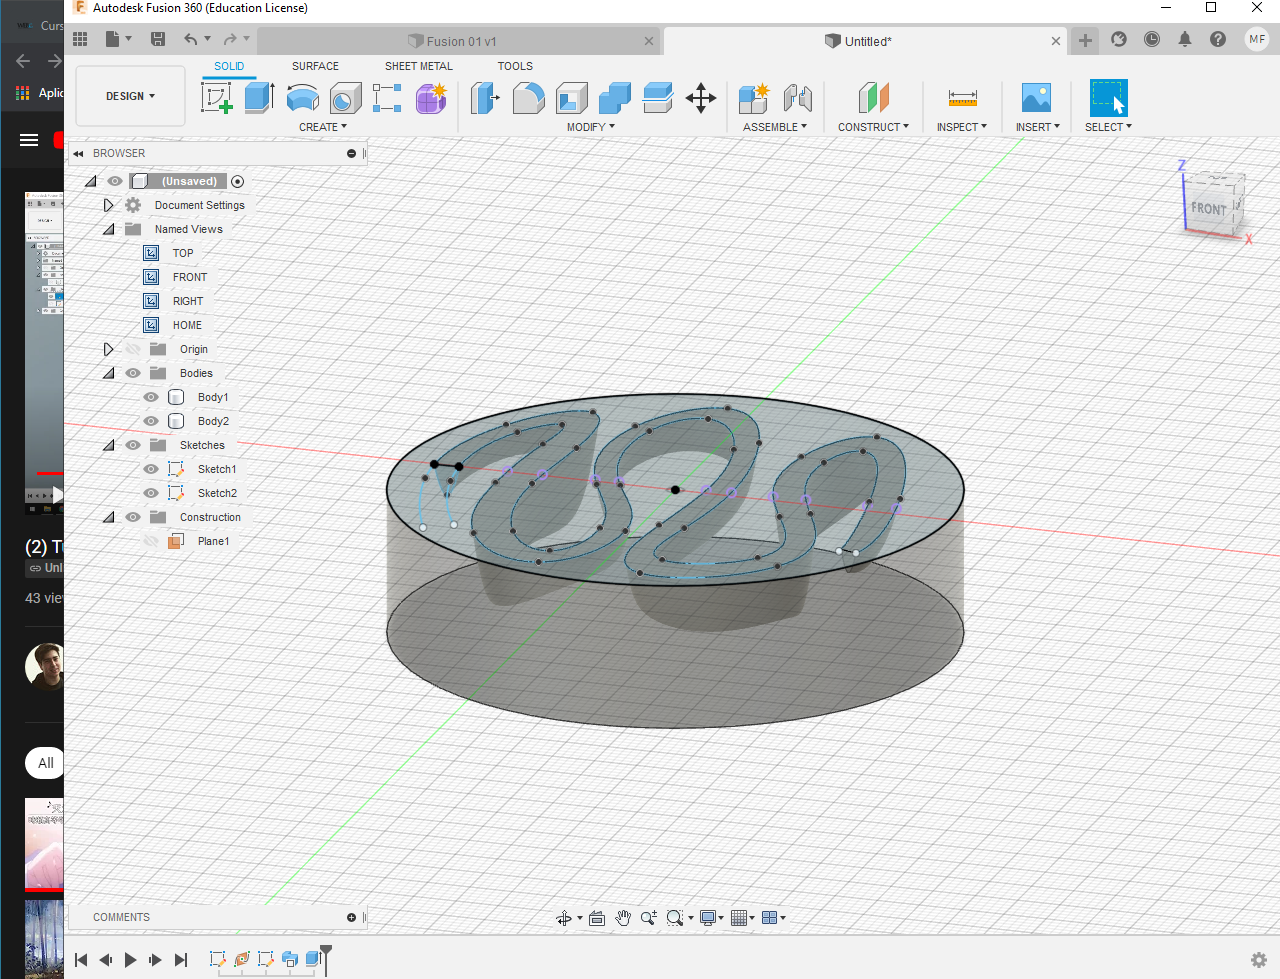 Autodesk Fusion 360 (Education License)
Curs
Fusion 01 v1
Untitled*
MF
Aplic
SOLID
SURFACE
SHEET METAL
TOOLS
DESIGN
CREATE
MODIFY
ASSEMBLE
CONSTRUCT
INSPECT
INSERT
SELECT
BROWSER
(Unsaved)
Document Settings
Named Views
TOP
FRONT
RIGHT
HOME
Origin
Bodies
Body1
Body2
Sketches
Sketch1
Sketch2
Construction
Plane1
Z
FRONT
X
(2) T
Unl
43 vie
All
COMMENTS